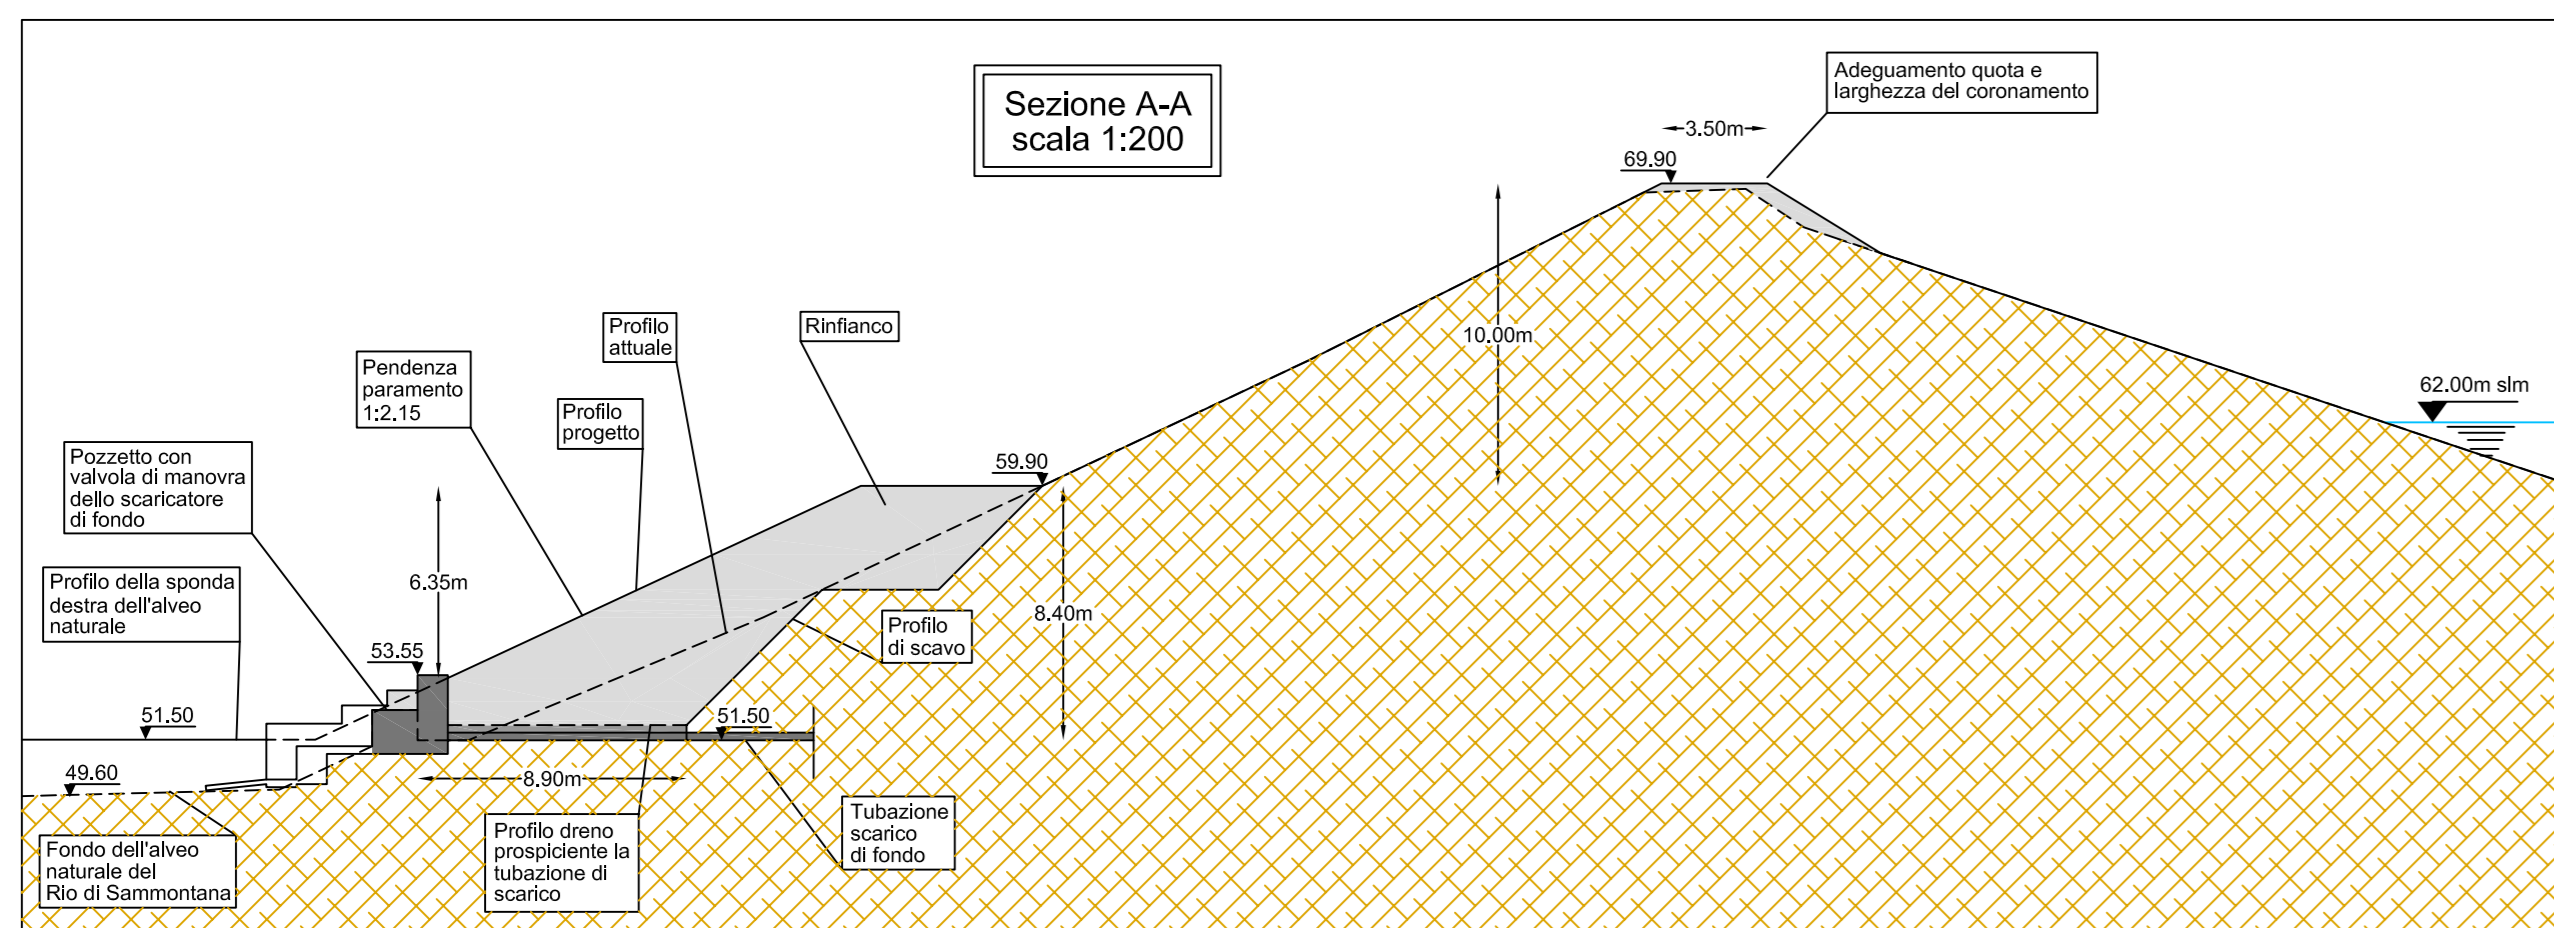 Sezione A-A
scala 1:200
Adeguamento quota e
larghezza del coronamento
3.50m
69.90
10.00m
62.00m slm
Profilo
attuale
Rinfianco
Pendenza
paramento
1:2.15
Profilo
progetto
59.90
Pozzetto con
valvola di manovra
dello scaricatore
di fondo
6.35m
Profilo della sponda
destra dell'alveo
naturale
8.40m
Profilo
di scavo
53.55
51.50
51.50
49.60
8.90m
Fondo dell'alveo
naturale del
Rio di Sammontana
Profilo dreno
prospiciente la
tubazione di
scarico
Tubazione
scarico
di fondo